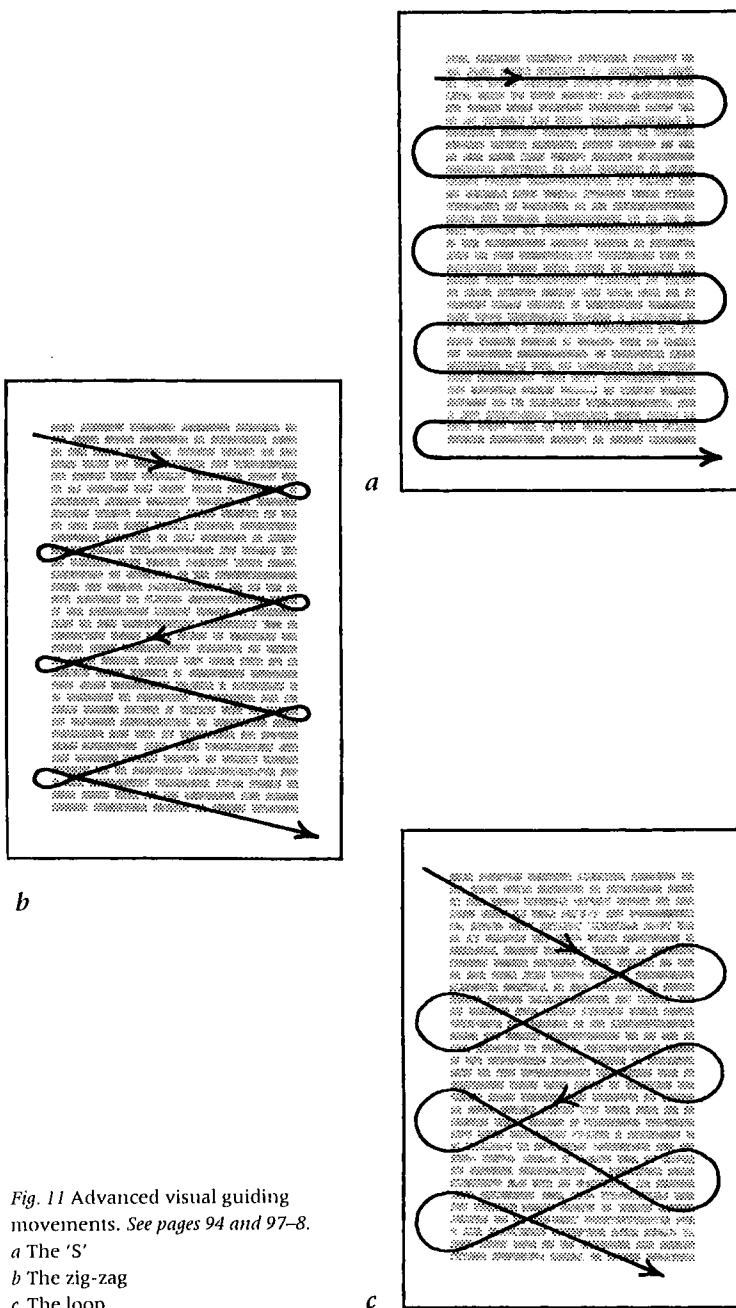 a
b
Fig. 11 Advanced visual guiding
movements. See pages 94 and 97–8.
a The 'S'
b The zig-zag
c The loop
c